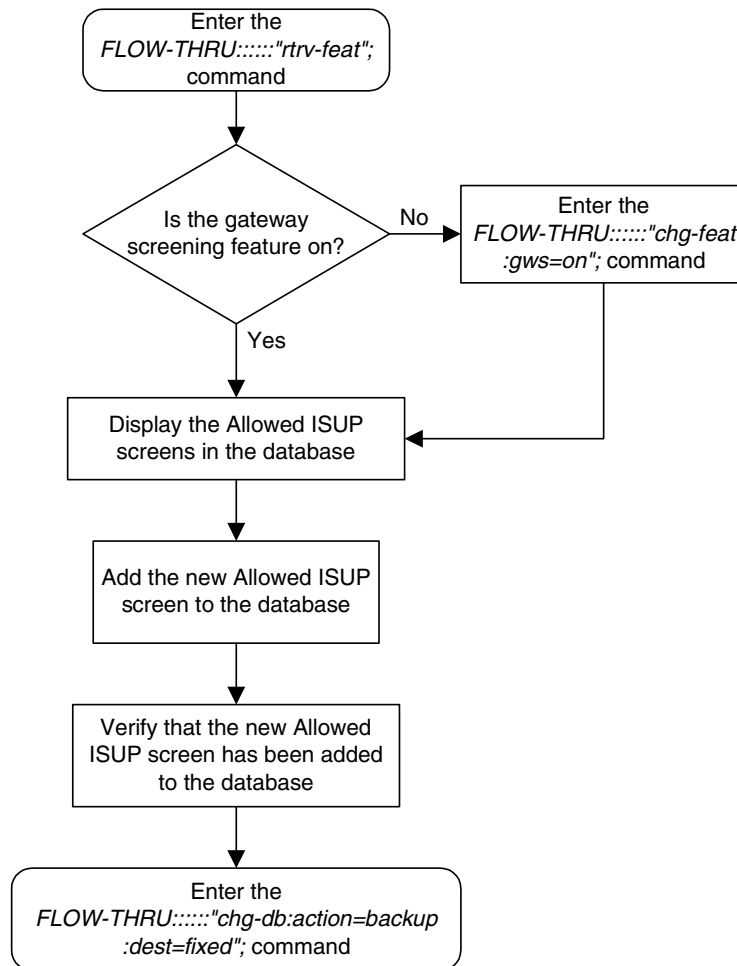 Enter the
FLOW-THRU::::::"rtrv-feat";
command
Is the gateway
screening feature on?
No
Enter the
FLOW-THRU::::::"chg-feat
:gws=on"; command
Yes
Display the Allowed ISUP
screens in the database
Add the new Allowed ISUP
screen to the database
Verify that the new Allowed
ISUP screen has been added
to the database
Enter the
FLOW-THRU::::::"chg-db:action=backup
:dest=fixed"; command